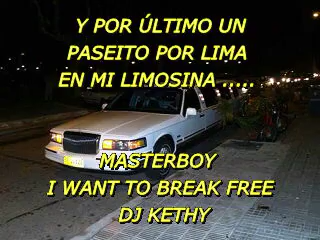 Y POR ÚLTIMO UN
PASEITO POR LIMA
EN MI LIMOSINA .....
MASTERBOY
I WANT TO BREAK FREE
DJ KETHY